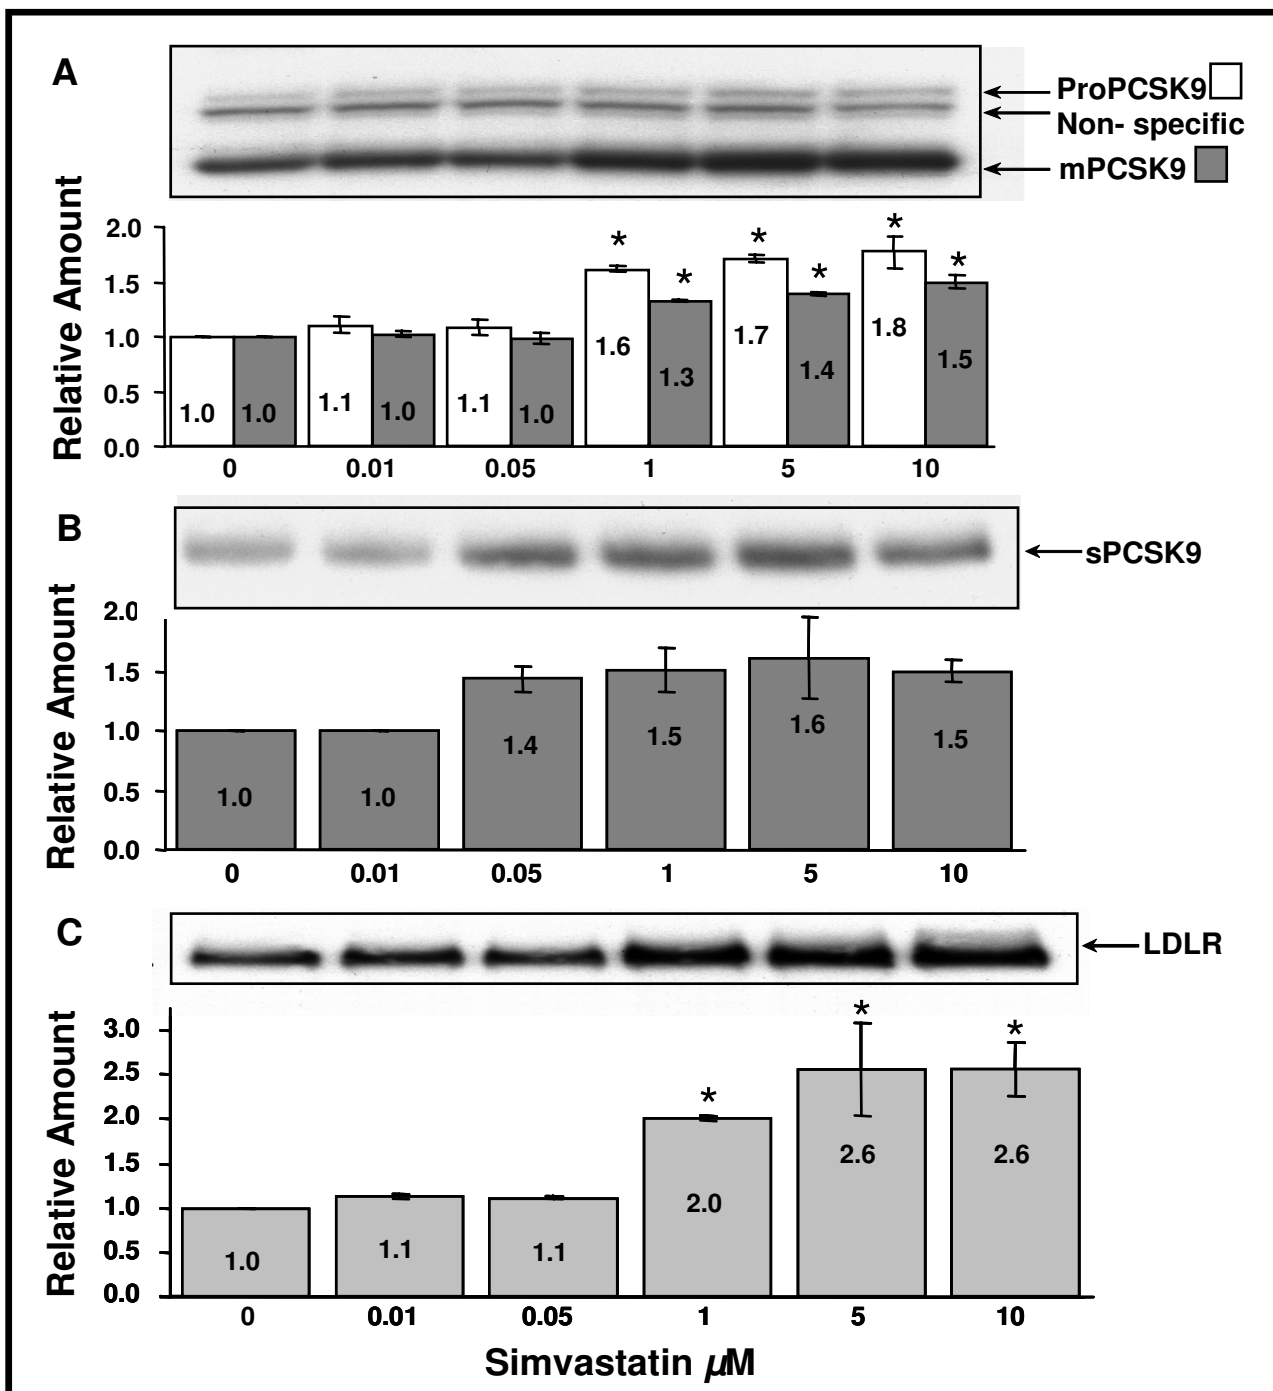 A
ProPCSK9
Non- specific
mPCSK9
Relative Amount
2.0
1.5
1.0
0.5
0.0
* * * * * *
1.0 1.0 1.1 1.0 1.1 1.0 1.6 1.3 1.7 1.4 1.8 1.5
0 0.01 0.05 1 5 10
B
sPCSK9
Relative Amount
2.0
1.5
1.0
0.5
0.0
1.0 1.0 1.4 1.5 1.6 1.5
0 0.01 0.05 1 5 10
C
LDLR
Relative Amount
3.0
2.5
2.0
1.5
1.0
0.5
0.0
* * *
1.0 1.1 1.1 2.0 2.6 2.6
0 0.01 0.05 1 5 10
Simvastatin µM